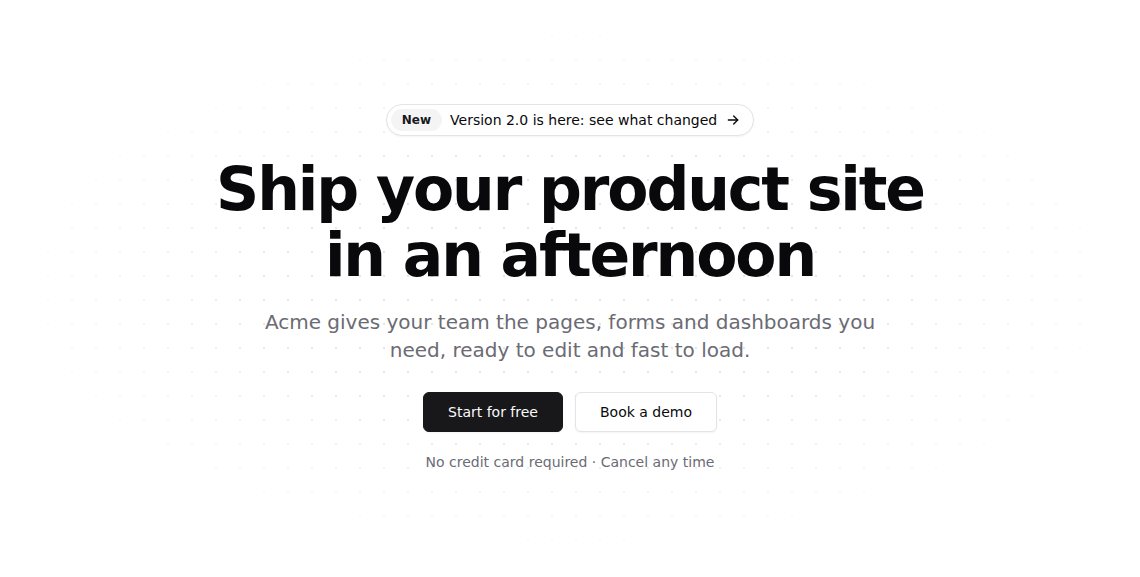 New Version 2.0 is here: see what changed →
Ship your product site
in an afternoon
Acme gives your team the pages, forms and dashboards you
need, ready to edit and fast to load.
Start for free Book a demo
No credit card required · Cancel any time